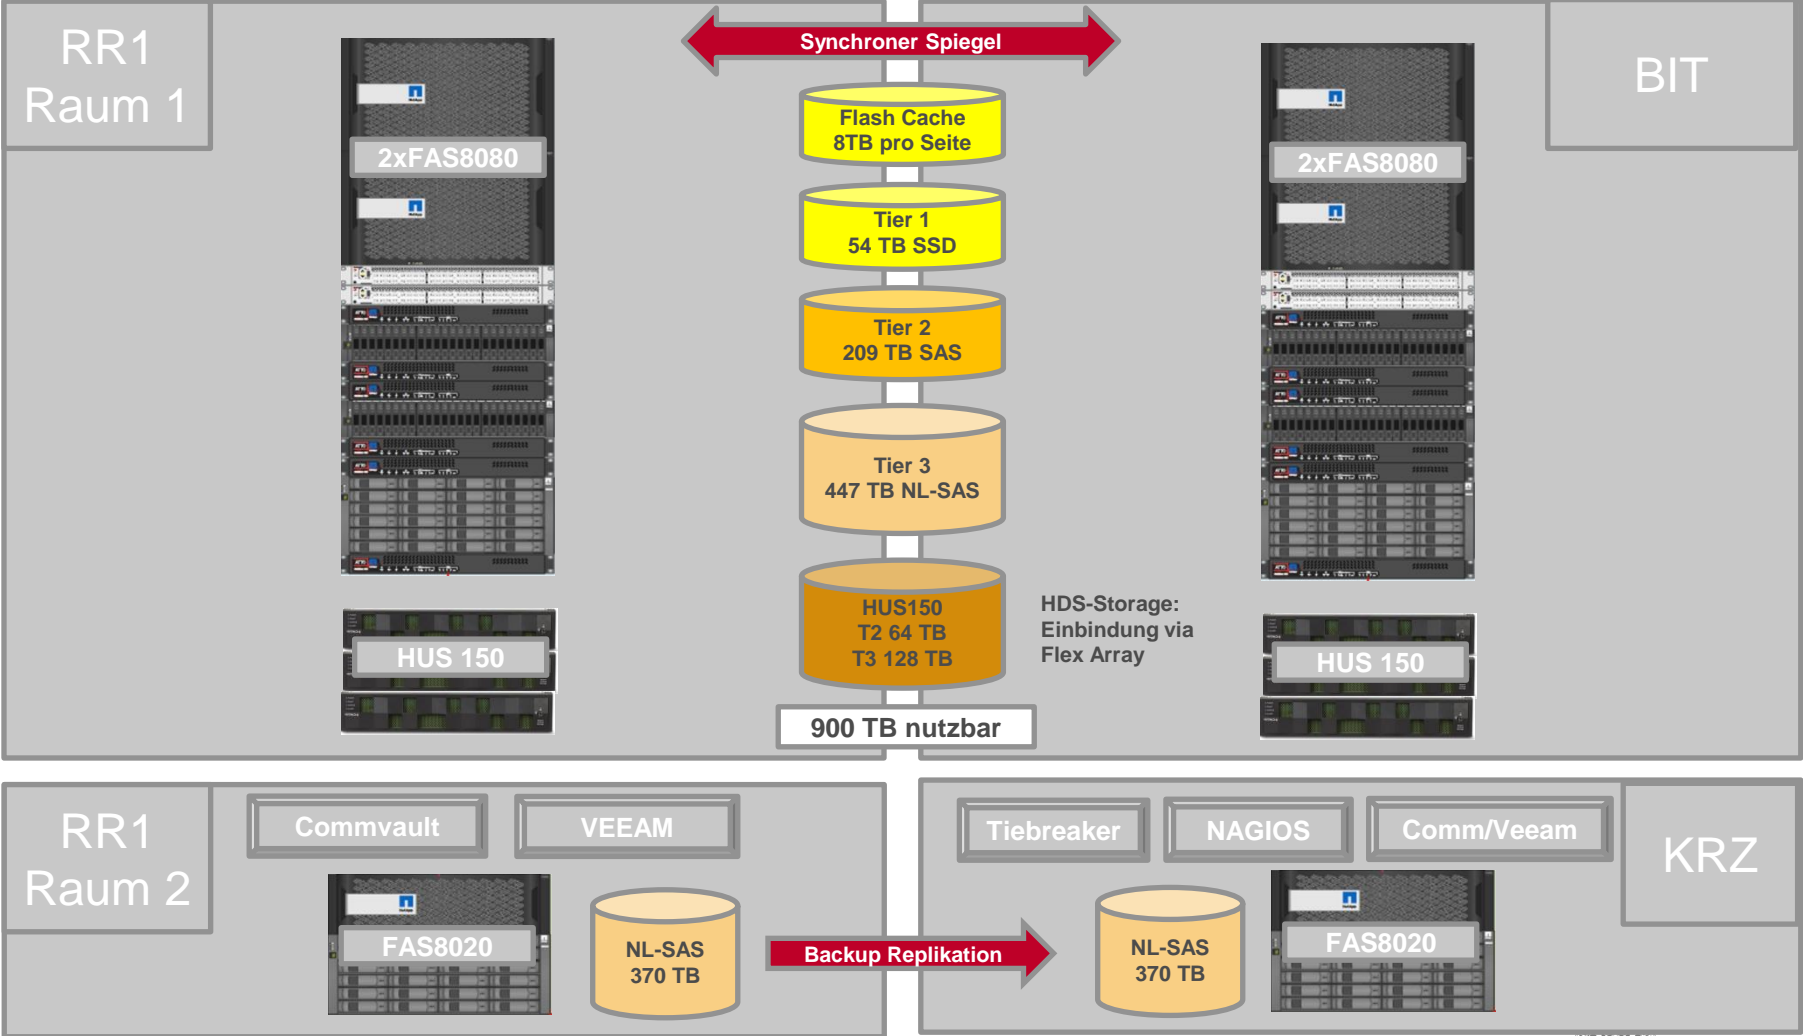 RR1
Raum 1
Synchroner Spiegel
BIT
2xFAS8080
2xFAS8080
Flash Cache
8TB pro Seite
Tier 1
54 TB SSD
Tier 2
209 TB SAS
Tier 3
447 TB NL-SAS
HUS150
T2 64 TB
T3 128 TB
HDS-Storage:
Einbindung via
Flex Array
HUS 150
HUS 150
900 TB nutzbar
RR1
Raum 2
Commvault
VEEAM
Tiebreaker
NAGIOS
Comm/Veeam
KRZ
FAS8020
NL-SAS
370 TB
Backup Replikation
NL-SAS
370 TB
FAS8020